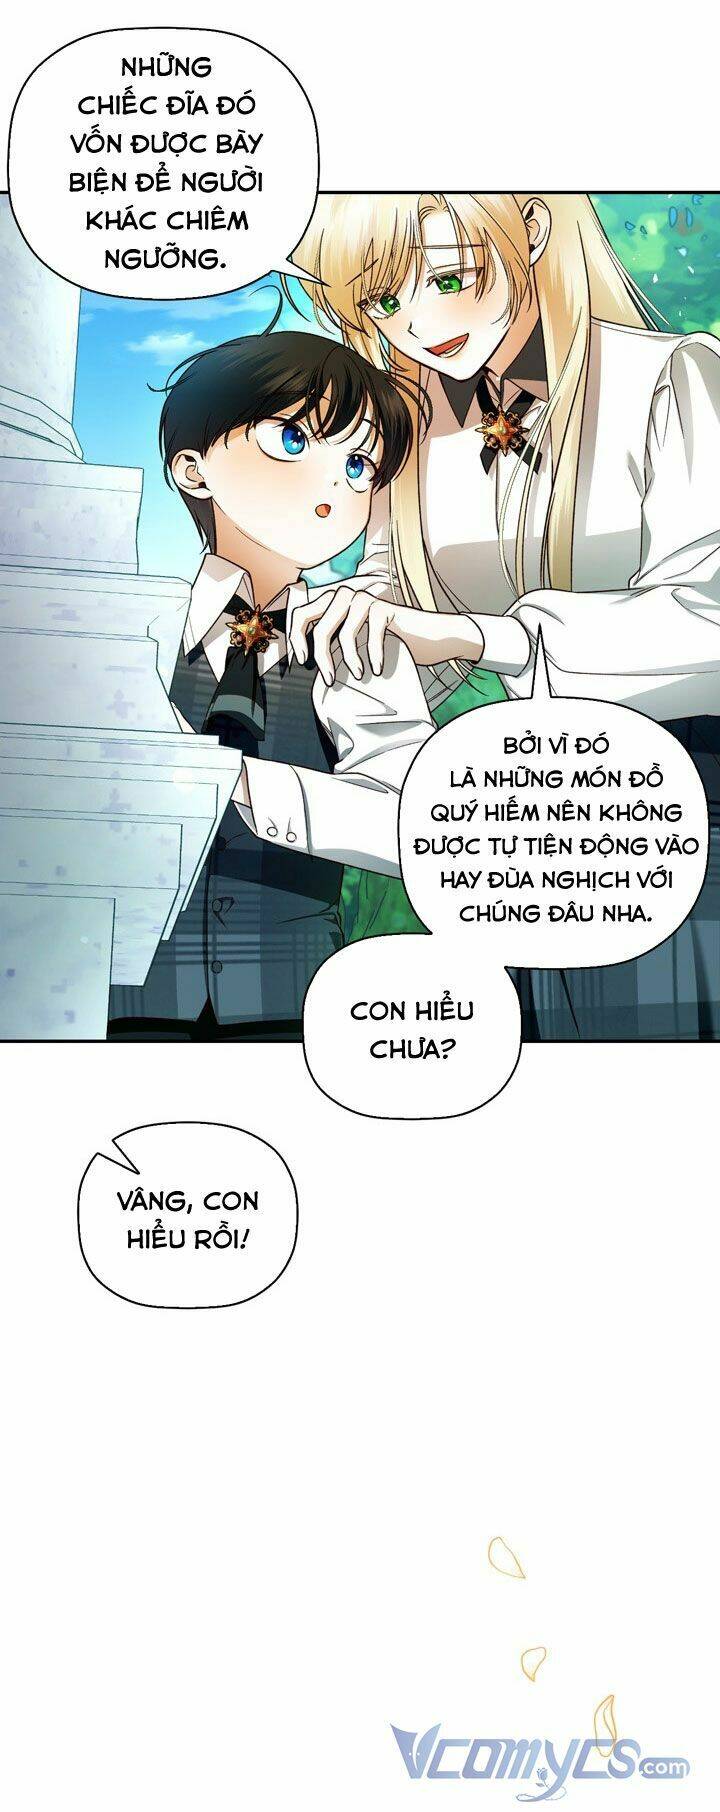 NHỮNG
CHIẾC ĐĨA ĐÓ
VỐN ĐƯỢC BÀY
BIỆN ĐỂ NGƯỜI
KHÁC CHIÊM
NGƯỠNG.
BỞI VÌ ĐÓ
LÀ NHỮNG MÓN ĐỒ
QUÝ HIẾM NÊN KHÔNG
ĐƯỢC TỰ TIỆN ĐỘNG VÀO
HAY ĐÙA NGHỊCH VỚI
CHÚNG ĐÂU NHA.
CON HIỂU
CHƯA?
VÂNG, CON
HIỂU RỒI!
VCOMYCS.com